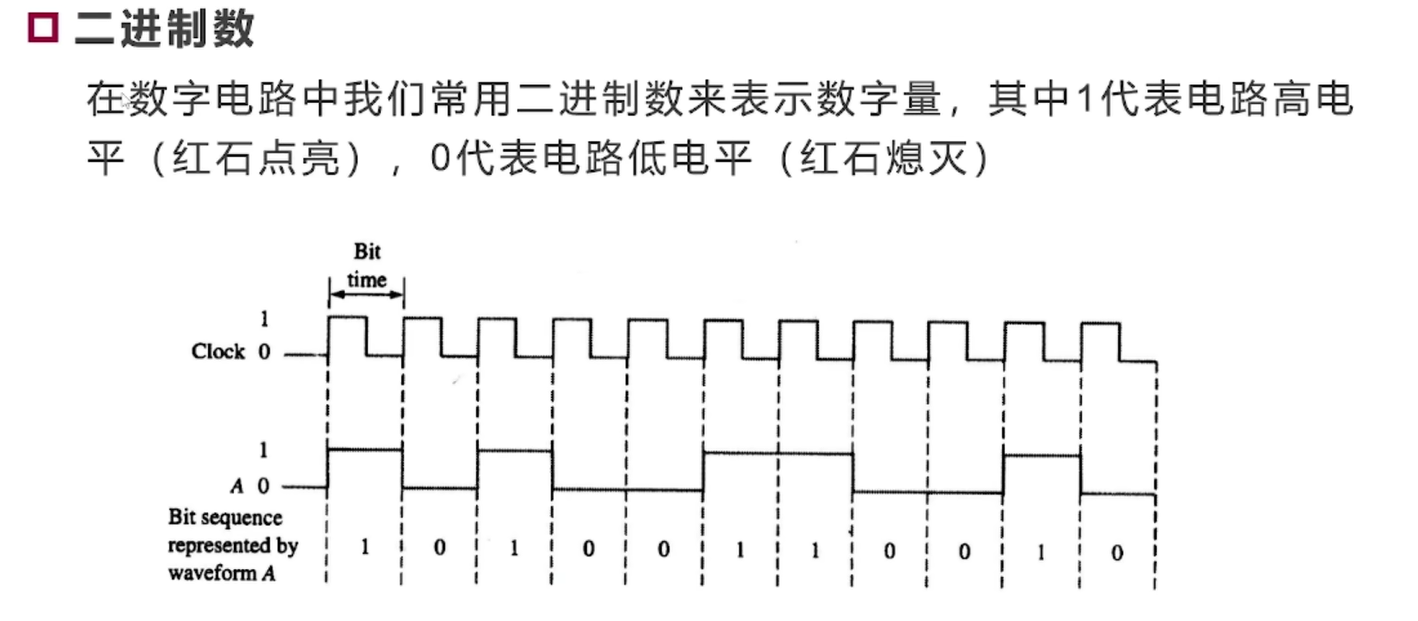 二进制数
在数字电路中我们常用二进制数来表示数字量，其中1代表电路高电
平（红石点亮），0代表电路低电平（红石熄灭）
Bit
time
1
Clock 0
1
A 0
Bit sequence
represented by
waveform A
1 0 1 0 0 1 1 0 0 1 0